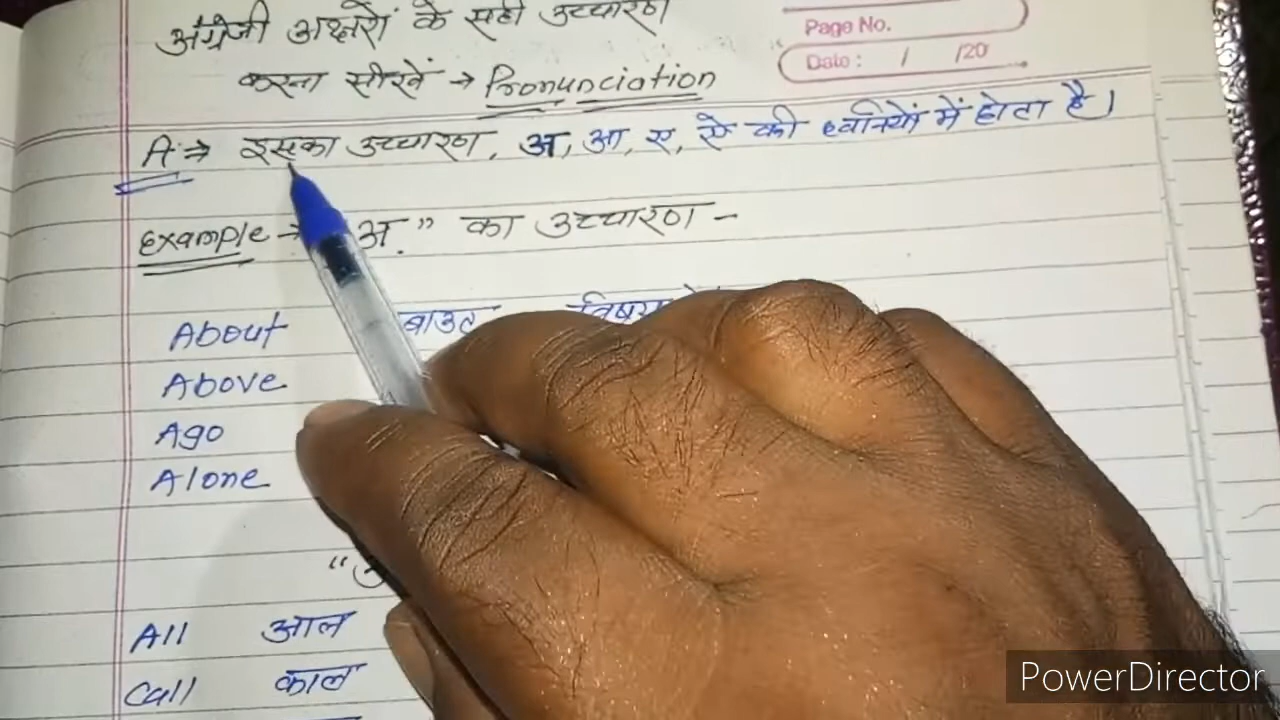 अंग्रेजी अक्षरों के सही उच्चारण
Page No.
करना सीखें → Pronunciation
Date: / /20
A ⇒ इसका उच्चारण, अ, आ, ए, ऐ की ध्वनियों में होता है।
Example → अ" का उच्चारण -
About बाउट
Above
Ago
Alone
All आल
Call काल
PowerDirector